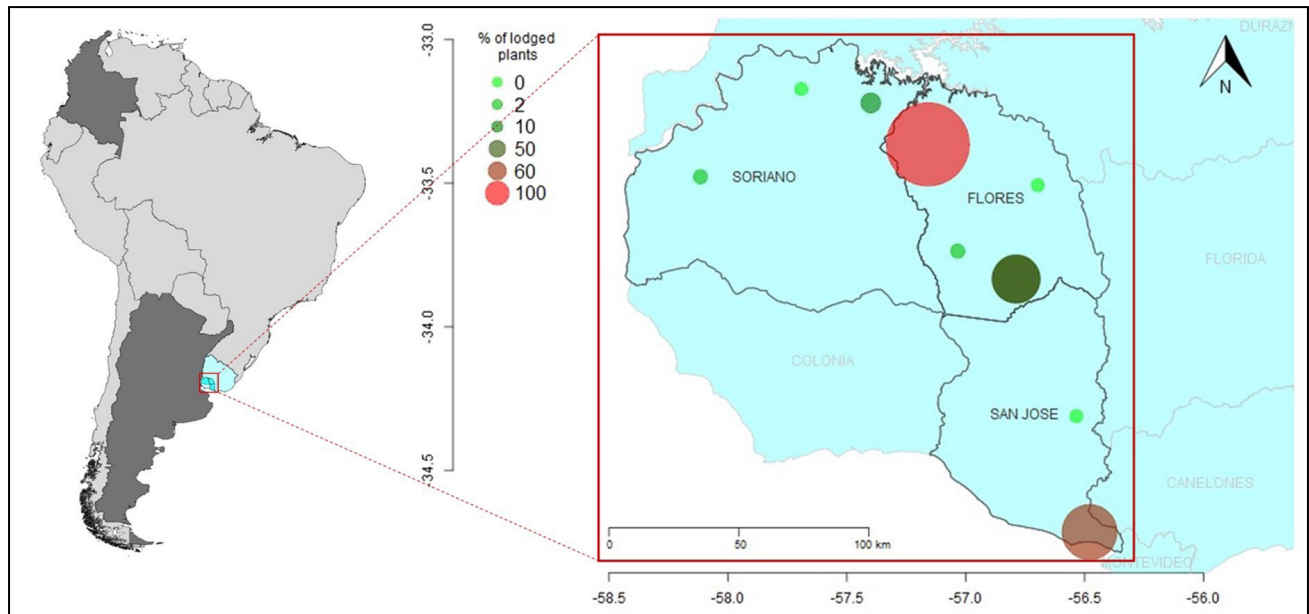 % of lodged
plants
0
2
10
50
60
100
-33.0
-33.5
-34.0
-34.5
DURAZI
N
SORIANO
FLORES
FLORIDA
COLONIA
SAN JOSE
CANELONES
MONTEVIDEO
0 50 100 km
-58.5 -58.0 -57.5 -57.0 -56.5 -56.0